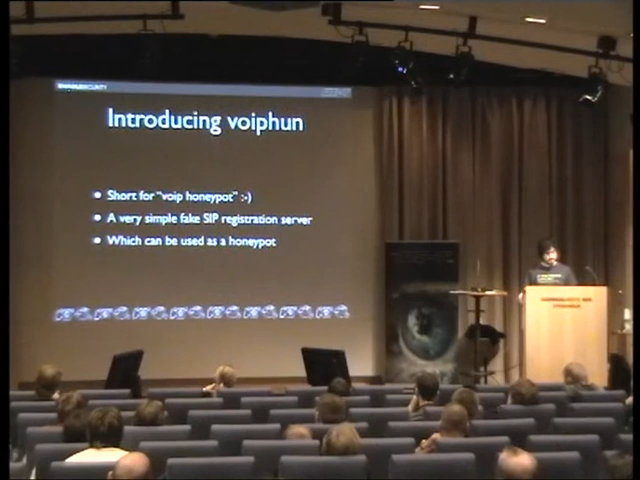 Introducing voiphun
Short for "voip honeypot" :-)
A very simple fake SIP registration server
Which can be used as a honeypot